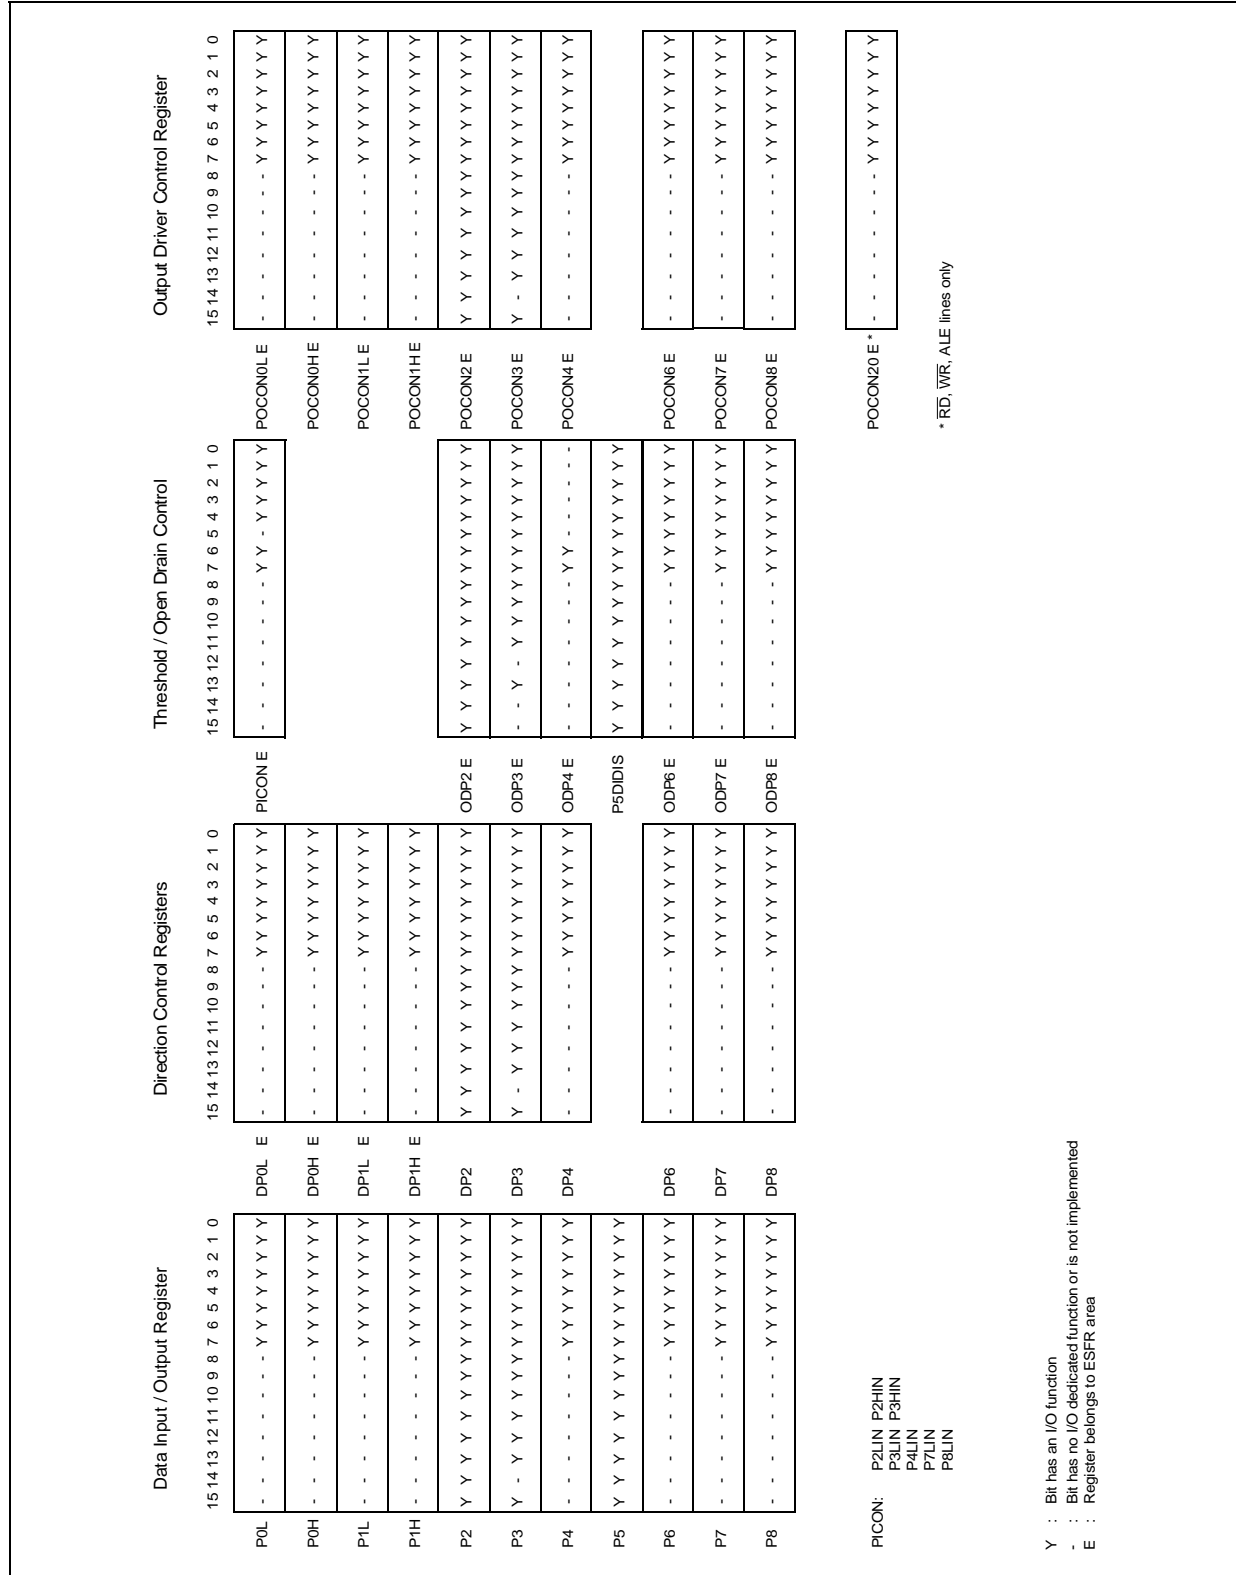 Data Input / Output Register Direction Control Registers Threshold / Open Drain Control Output Driver Control Register
15 14 13 12 11 10 9 8 7 6 5 4 3 2 1 0 15 14 13 12 11 10 9 8 7 6 5 4 3 2 1 0 15 14 13 12 11 10 9 8 7 6 5 4 3 2 1 0 15 14 13 12 11 10 9 8 7 6 5 4 3 2 1 0
P0L - - - - - - - - Y Y Y Y Y Y Y Y DP0L E - - - - - - - - Y Y Y Y Y Y Y Y PICON E - - - - - - - - Y Y - Y Y Y Y Y POCON0L E - - - - - - - - Y Y Y Y Y Y Y Y
P0H - - - - - - - - Y Y Y Y Y Y Y Y DP0H E - - - - - - - - Y Y Y Y Y Y Y Y POCON0H E - - - - - - - - Y Y Y Y Y Y Y Y
P1L - - - - - - - - Y Y Y Y Y Y Y Y DP1L E - - - - - - - - Y Y Y Y Y Y Y Y POCON1L E - - - - - - - - Y Y Y Y Y Y Y Y
P1H - - - - - - - - Y Y Y Y Y Y Y Y DP1H E - - - - - - - - Y Y Y Y Y Y Y Y POCON1H E - - - - - - - - Y Y Y Y Y Y Y Y
P2 Y Y Y Y Y Y Y Y Y Y Y Y Y Y Y Y DP2 Y Y Y Y Y Y Y Y Y Y Y Y Y Y Y Y ODP2 E Y Y Y Y Y Y Y Y Y Y Y Y Y Y Y Y POCON2 E Y Y Y Y Y Y Y Y Y Y Y Y Y Y Y Y
P3 Y - Y Y Y Y Y Y Y Y Y Y Y Y Y Y DP3 Y - Y Y Y Y Y Y Y Y Y Y Y Y Y Y ODP3 E - - Y - Y Y Y Y Y Y Y Y Y Y Y Y POCON3 E Y - Y Y Y Y Y Y Y Y Y Y Y Y Y Y
P4 - - - - - - - - Y Y Y Y Y Y Y Y DP4 - - - - - - - - Y Y Y Y Y Y Y Y ODP4 E - - - - - - - - Y Y - - - - - - POCON4 E - - - - - - - - Y Y Y Y Y Y Y Y
P5 Y Y Y Y Y Y Y Y Y Y Y Y Y Y Y Y P5DIDIS Y Y Y Y Y Y Y Y Y Y Y Y Y Y Y Y
P6 - - - - - - - - Y Y Y Y Y Y Y Y DP6 - - - - - - - - Y Y Y Y Y Y Y Y ODP6 E - - - - - - - - Y Y Y Y Y Y Y Y POCON6 E - - - - - - - - Y Y Y Y Y Y Y Y
P7 - - - - - - - - Y Y Y Y Y Y Y Y DP7 - - - - - - - - Y Y Y Y Y Y Y Y ODP7 E - - - - - - - - Y Y Y Y Y Y Y Y POCON7 E - - - - - - - - Y Y Y Y Y Y Y Y
P8 - - - - - - - - Y Y Y Y Y Y Y Y DP8 - - - - - - - - Y Y Y Y Y Y Y Y ODP8 E - - - - - - - - Y Y Y Y Y Y Y Y POCON8 E - - - - - - - - Y Y Y Y Y Y Y Y
PICON: P2LIN P2HIN POCON20 E * - - - - - - - - Y Y Y Y Y Y Y Y
P3LIN P3HIN
P4LIN
P7LIN
P8LIN * RD, WR, ALE lines only
Y : Bit has an I/O function
- : Bit has no I/O dedicated function or is not implemented
E : Register belongs to ESFR area